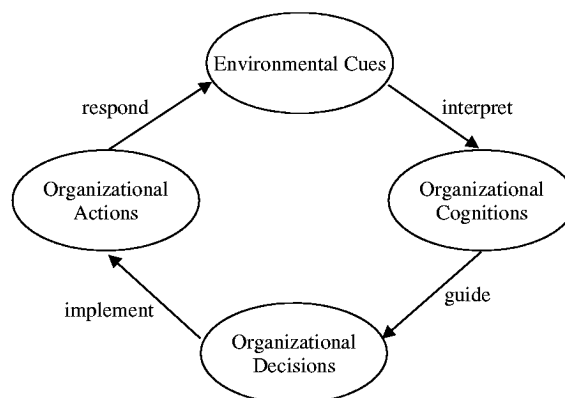 Environmental Cues
respond
interpret
Organizational
Actions
Organizational
Cognitions
implement
guide
Organizational
Decisions